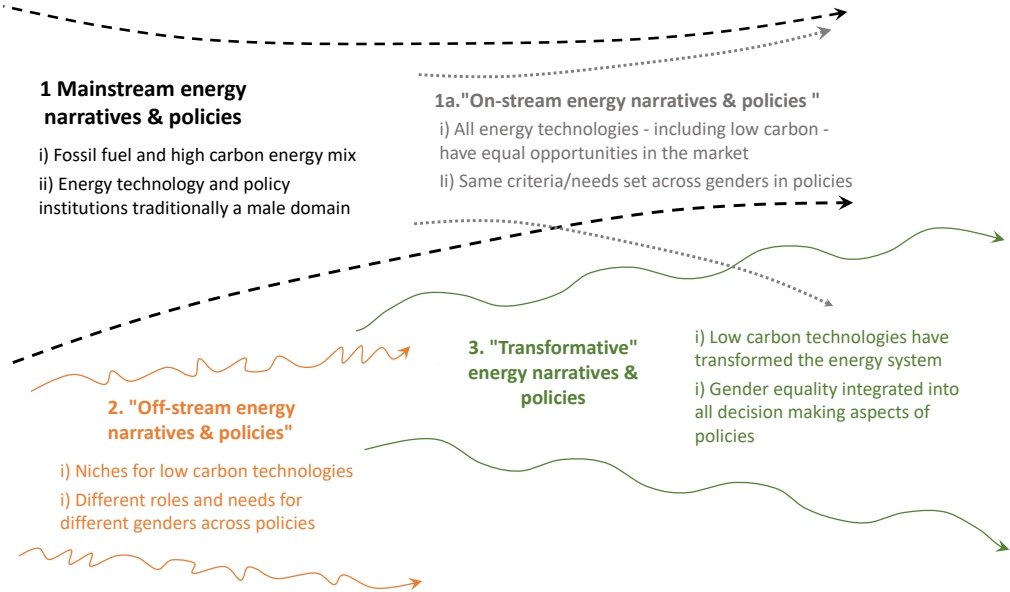 1 Mainstream energy
narratives & policies
i) Fossil fuel and high carbon energy mix
ii) Energy technology and policy
institutions traditionally a male domain
1a."On-stream energy narratives & policies "
i) All energy technologies - including low carbon -
have equal opportunities in the market
Ii) Same criteria/needs set across genders in policies
2. "Off-stream energy
narratives & policies"
i) Niches for low carbon technologies
i) Different roles and needs for
different genders across policies
3. "Transformative"
energy narratives &
policies
i) Low carbon technologies have
transformed the energy system
i) Gender equality integrated into
all decision making aspects of
policies